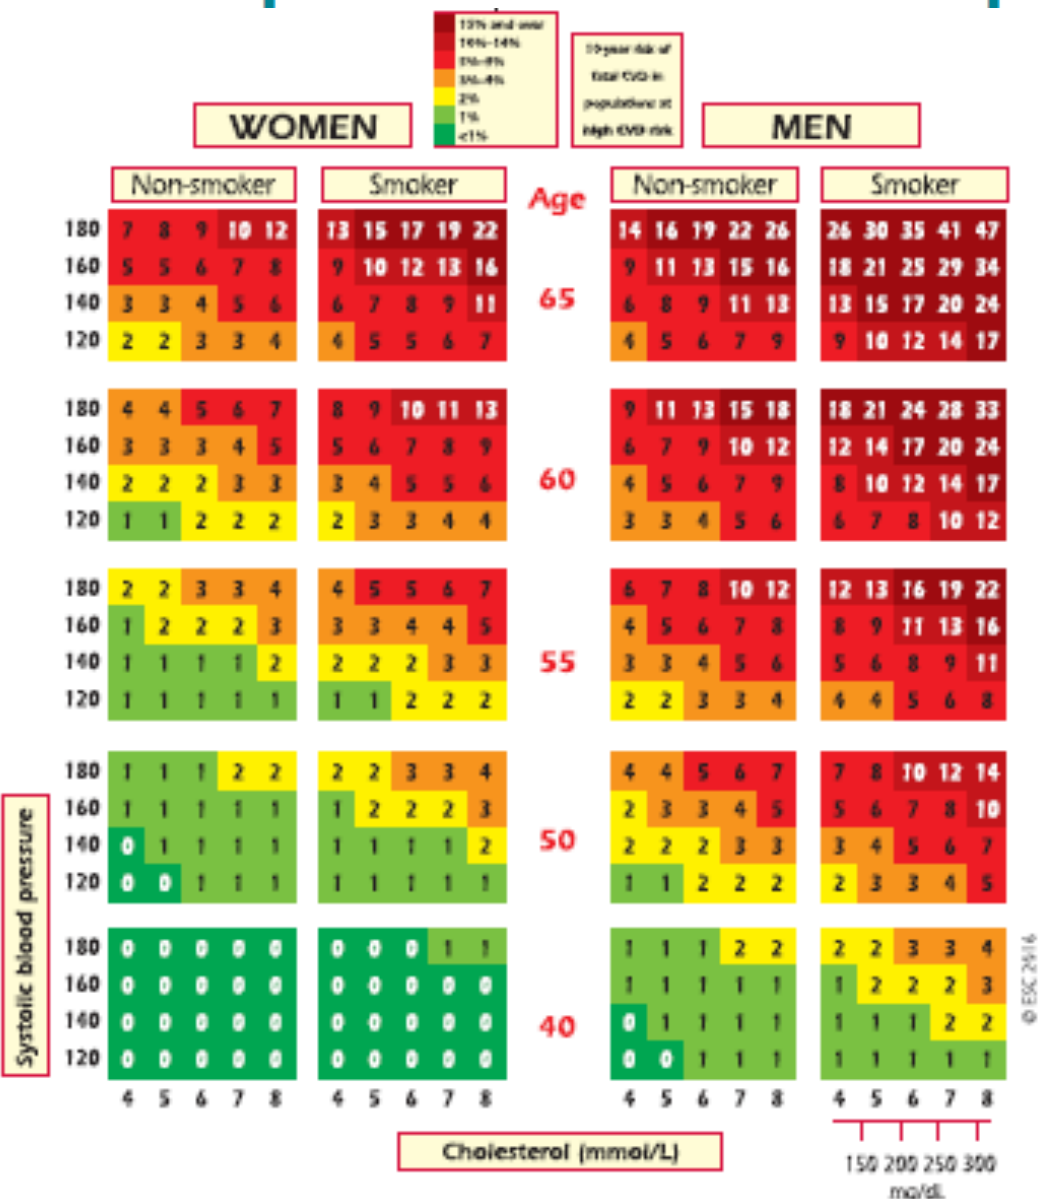 15% and over
10%–14%
5%–9%
3%–4%
2%
1%
<1%
10-year risk of
fatal CVD in
populations at
high CVD risk
WOMEN
MEN
Non-smoker Smoker Age Non-smoker Smoker
180 7 8 9 10 12 13 15 17 19 22 14 16 19 22 26 26 30 35 41 47
160 5 5 6 7 8 9 10 12 13 16 9 11 13 15 16 18 21 25 29 34
65
140 3 3 4 5 6 6 7 8 9 11 6 8 9 11 13 13 15 17 20 24
120 2 2 3 3 4 4 5 5 6 7 4 5 6 7 9 9 10 12 14 17
180 4 4 5 6 7 8 9 10 11 13 9 11 13 15 18 18 21 24 28 33
160 3 3 3 4 5 5 6 7 8 9 6 7 9 10 12 12 14 17 20 24
60
140 2 2 2 3 3 3 4 5 5 6 4 5 6 7 9 8 10 12 14 17
120 1 1 2 2 2 2 3 3 4 4 3 3 4 5 6 6 7 8 10 12
180 2 2 3 3 4 4 5 5 6 7 6 7 8 10 12 12 13 16 19 22
160 1 2 2 2 3 3 3 4 4 5 4 5 6 7 8 8 9 11 13 16
55
140 1 1 1 1 2 2 2 2 3 3 3 3 4 5 6 5 6 8 9 11
120 1 1 1 1 1 1 1 2 2 2 2 2 3 3 4 4 4 5 6 8
180 1 1 1 2 2 2 2 3 3 4 4 4 5 6 7 7 8 10 12 14
160 1 1 1 1 1 1 2 2 2 3 2 3 3 4 5 5 6 7 8 10
50
140 0 1 1 1 1 1 1 1 1 2 2 2 2 3 3 3 4 5 6 7
120 0 0 1 1 1 1 1 1 1 1 1 1 2 2 2 2 3 3 4 5
180 0 0 0 0 0 0 0 0 1 1 1 1 1 2 2 2 2 3 3 4
160 0 0 0 0 0 0 0 0 0 0 1 1 1 1 1 1 2 2 2 3
40
140 0 0 0 0 0 0 0 0 0 0 0 1 1 1 1 1 1 1 2 2
120 0 0 0 0 0 0 0 0 0 0 0 0 1 1 1 1 1 1 1 1
4 5 6 7 8 4 5 6 7 8 4 5 6 7 8 4 5 6 7 8
Systolic blood pressure
Cholesterol (mmol/L)
150 200 250 300
mg/dL
© ESC 2016